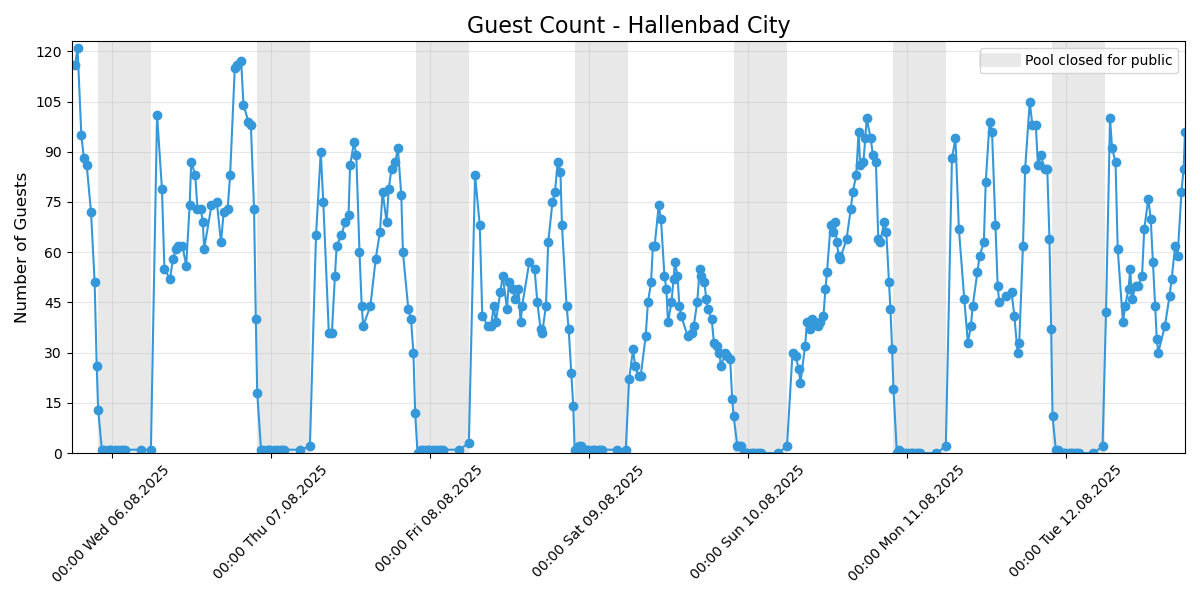 Guest Count - Hallenbad City
Pool closed for public
Number of Guests
120
105
90
75
60
45
30
15
0
00:00 Wed 06.08.2025
00:00 Thu 07.08.2025
00:00 Fri 08.08.2025
00:00 Sat 09.08.2025
00:00 Sun 10.08.2025
00:00 Mon 11.08.2025
00:00 Tue 12.08.2025